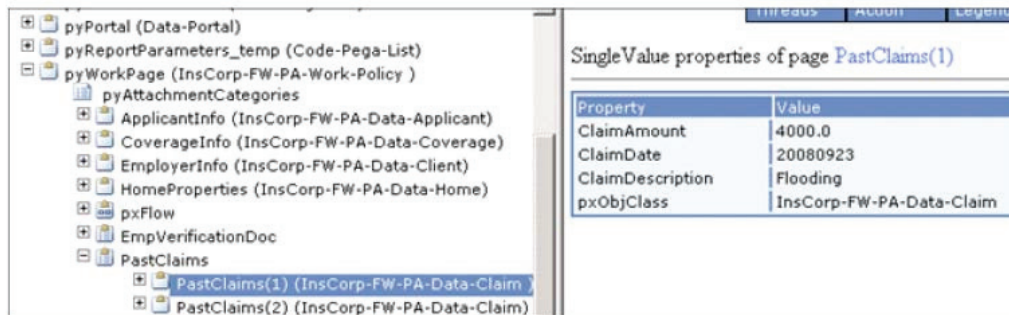 Threads Action Legend
pyPortal (Data-Portal)
pyReportParameters_temp (Code-Pega-List)
pyWorkPage (InsCorp-FW-PA-Work-Policy )
pyAttachmentCategories
ApplicantInfo (InsCorp-FW-PA-Data-Applicant)
CoverageInfo (InsCorp-FW-PA-Data-Coverage)
EmployerInfo (InsCorp-FW-PA-Data-Client)
HomeProperties (InsCorp-FW-PA-Data-Home)
pxFlow
EmpVerificationDoc
PastClaims
PastClaims(1) (InsCorp-FW-PA-Data-Claim )
PastClaims(2) (InsCorp-FW-PA-Data-Claim)
SingleValue properties of page PastClaims(1)
Property Value
ClaimAmount 4000.0
ClaimDate 20080923
ClaimDescription Flooding
pxObjClass InsCorp-FW-PA-Data-Claim